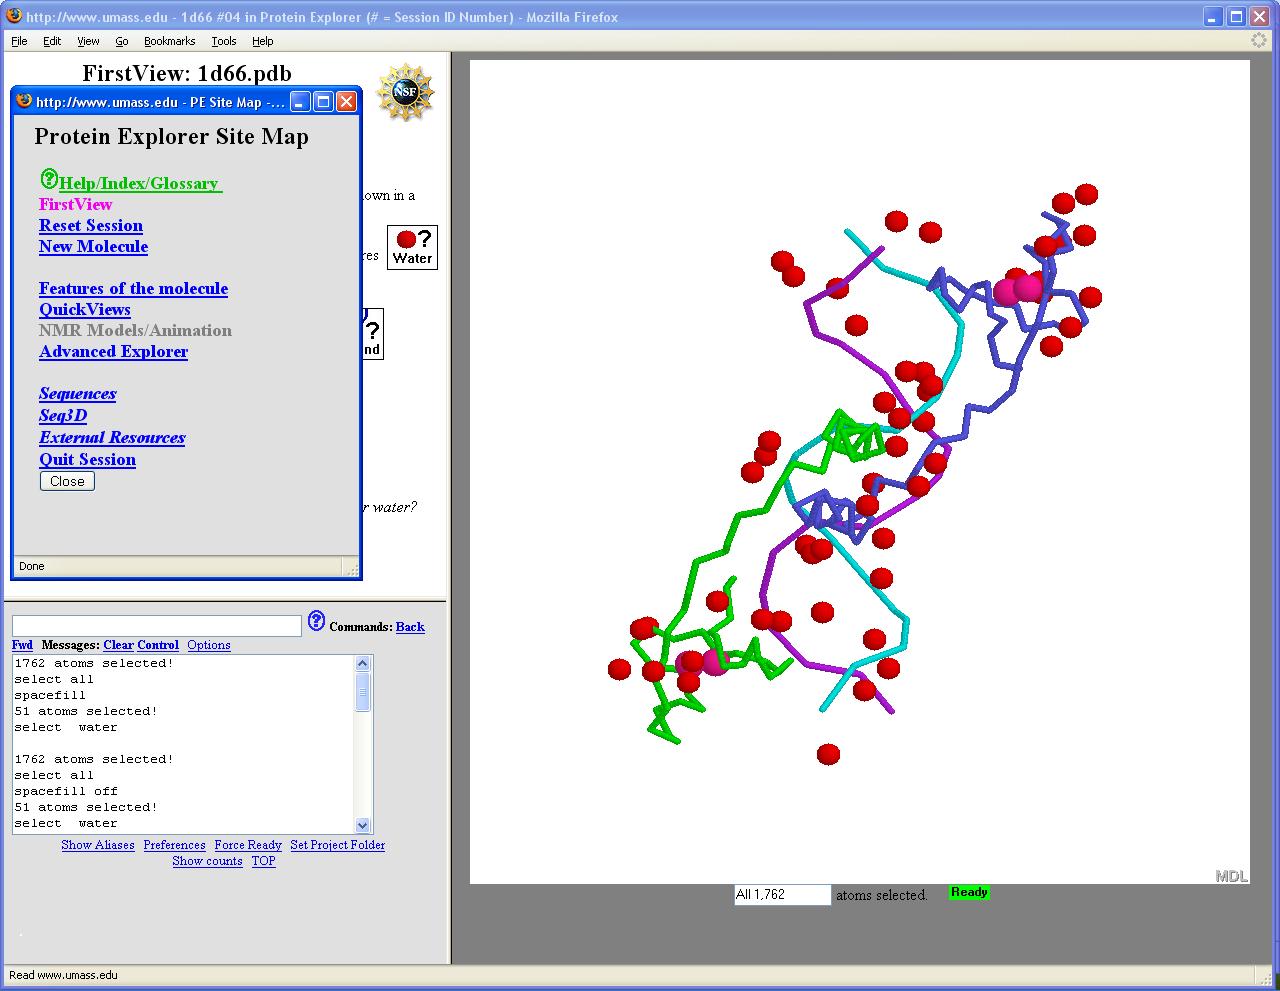 http://www.umass.edu - 1d66 #04 in Protein Explorer (# = Session ID Number) - Mozilla Firefox
File Edit View Go Bookmarks Tools Help
FirstView: 1d66.pdb
NSF
http://www.umass.edu - PE Site Map -...
Protein Explorer Site Map
?Help/Index/Glossary
FirstView
Reset Session
New Molecule
Features of the molecule
QuickViews
NMR Models/Animation
Advanced Explorer
Sequences
Seq3D
External Resources
Quit Session
Close
Done
own in a
res
?
Water
?
nd
r water?
? Commands: Back
Fwd Messages: Clear Control Options
1762 atoms selected!
select all
spacefill
51 atoms selected!
select water
1762 atoms selected!
select all
spacefill off
51 atoms selected!
select water
Show Aliases Preferences Force Ready Set Project Folder
Show counts TOP
MDL
All 1,762 atoms selected. Ready
Read www.umass.edu